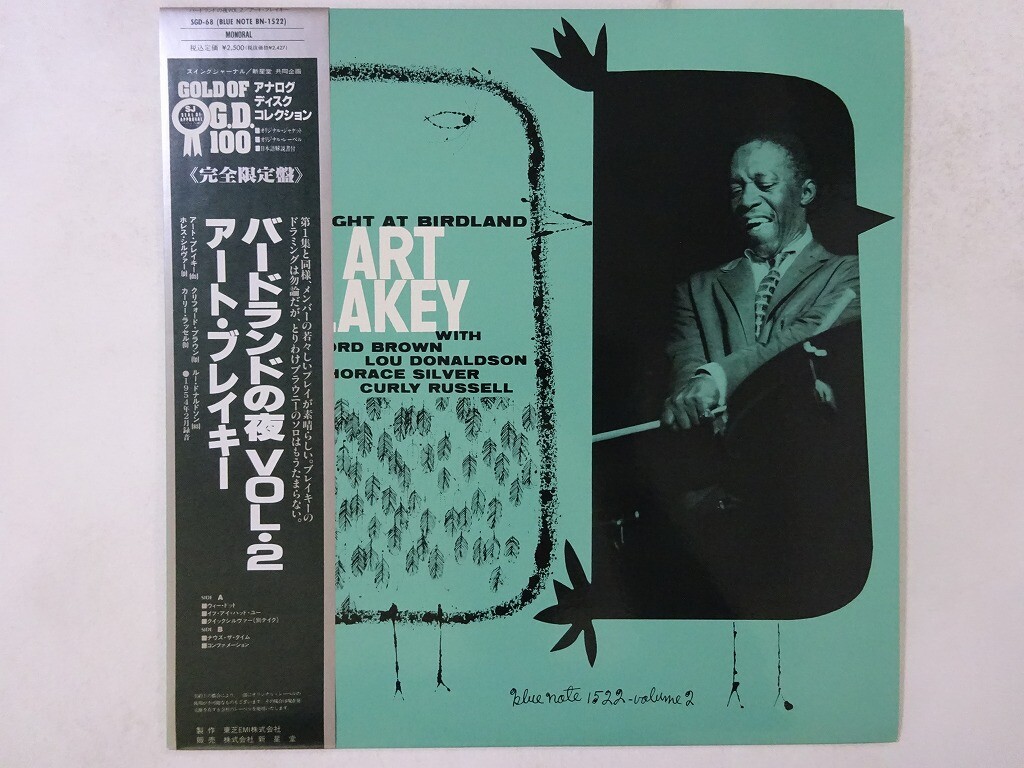 SGD-68 (BLUE NOTE BN-1522)
MONORAL
税込定価 ¥2,500(税抜価格¥2,427)
スイングジャーナル/新星堂 共同企画
GOLD OF
G.D.
100
SJ
アナログ
ディスク
コレクション
■オリジナル・ジャケット
■オリジナル・レーベル
■日本語解説書付
《完全限定盤》
第1集と同様、メンバーの若々しいプレイが素晴らしい。ブレイキーの
ドラミングは勿論だが、とりわけブラウニーのソロはもうたまらない。
バードランドの夜 VOL・2
アート・ブレイキー
アート・ブレイキー(ds) クリフォード・ブラウン(tp) ルー・ドナルドソン(as)
ホレス・シルヴァー(p) カーリー・ラッセル(b) ●1954年2月録音
SIDE A
■ウィー・ドット
■イフ・アイ・ハット・ユー
■クイックシルヴァー(別テイク)
SIDE B
■ナウズ・ザ・タイム
■コンファメーション
製作 東芝EMI株式会社
販売 株式会社 新星堂
GHT AT BIRDLAND
ART
AKEY
WITH
ORD BROWN
LOU DONALDSON
HORACE SILVER
CURLY RUSSELL
blue note 1522-volume 2